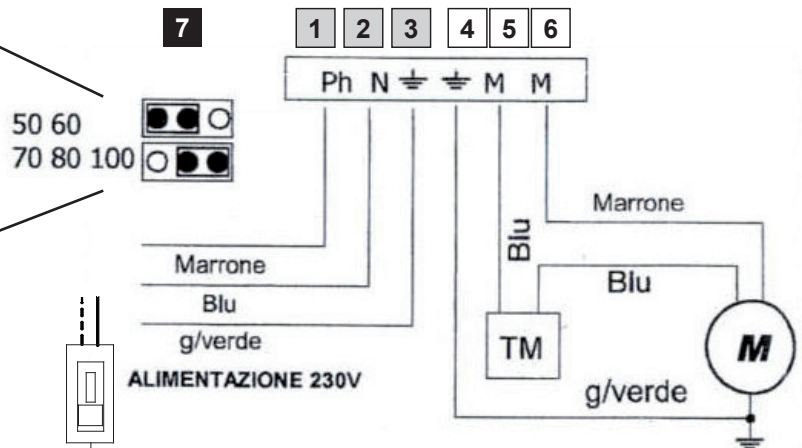 7 1 2 3 4 5 6
Ph N M M
50 60
70 80 100
Marrone
Blu
Marrone
Blu
Blu
g/verde
TM
M
g/verde
ALIMENTAZIONE 230V